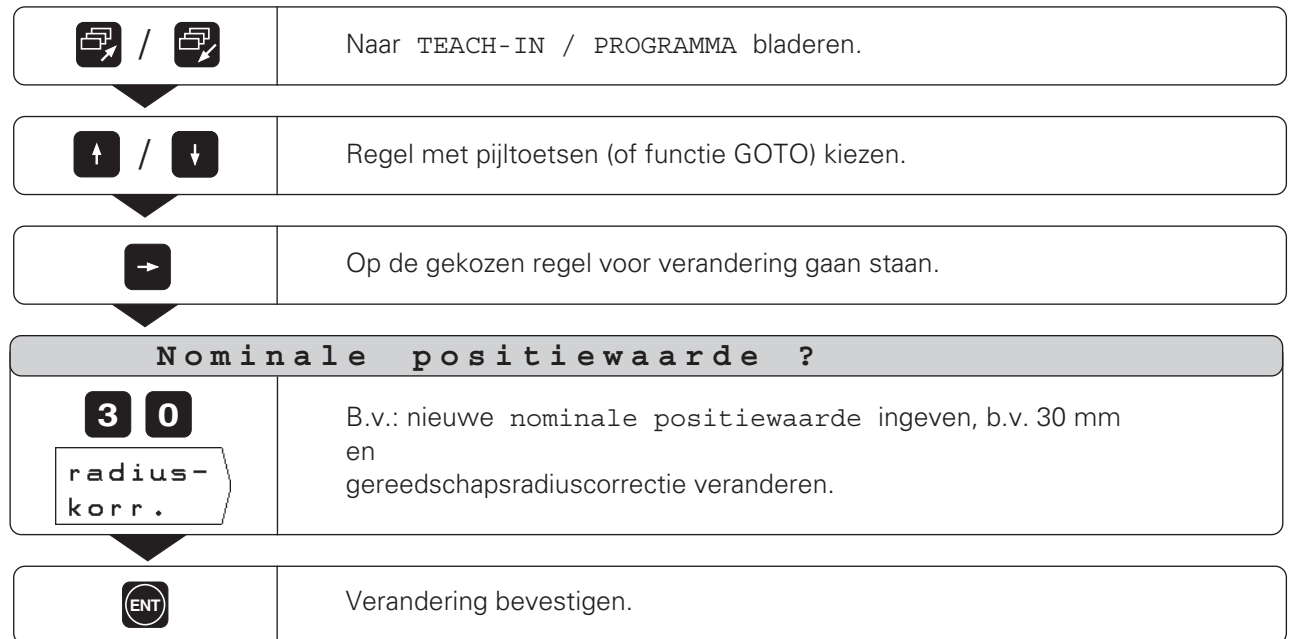 / Naar TEACH-IN / PROGRAMMA bladeren.
/ Regel met pijltoetsen (of functie GOTO) kiezen.
Op de gekozen regel voor verandering gaan staan.
Nominale positiewaarde ?
3 0
radius-
korr.
B.v.: nieuwe nominale positiewaarde ingeven, b.v. 30 mm
en
gereedschapsradiuscorrectie veranderen.
ENT Verandering bevestigen.